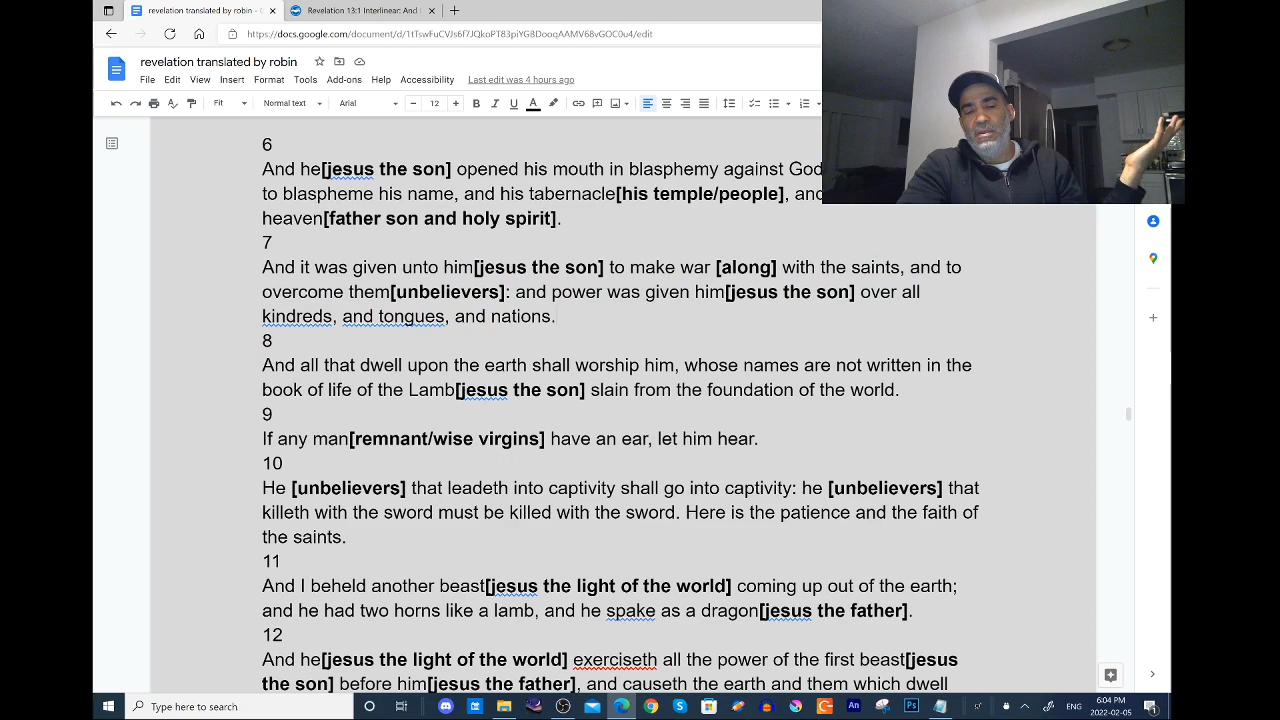 revelation translated by robin - G
Revelation 13:1 Interlinear: And I
https://docs.google.com/document/d/1tTswFuCVJs6f7JQkoPT83piYGBDooqAAMV68vGOC0u4/edit
revelation translated by robin
File Edit View Insert Format Tools Add-ons Help Accessibility Last edit was 4 hours ago
Fit Normal text Arial 12 B I U A
6
And he[jesus the son] opened his mouth in blasphemy against God
to blaspheme his name, and his tabernacle[his temple/people], and
heaven[father son and holy spirit].
7
And it was given unto him[jesus the son] to make war [along] with the saints, and to
overcome them[unbelievers]: and power was given him[jesus the son] over all
kindreds, and tongues, and nations.
8
And all that dwell upon the earth shall worship him, whose names are not written in the
book of life of the Lamb[jesus the son] slain from the foundation of the world.
9
If any man[remnant/wise virgins] have an ear, let him hear.
10
He [unbelievers] that leadeth into captivity shall go into captivity: he [unbelievers] that
killeth with the sword must be killed with the sword. Here is the patience and the faith of
the saints.
11
And I beheld another beast[jesus the light of the world] coming up out of the earth;
and he had two horns like a lamb, and he spake as a dragon[jesus the father].
12
And he[jesus the light of the world] exerciseth all the power of the first beast[jesus
the son] before him[jesus the father], and causeth the earth and them which dwell
Type here to search
ENG
6:04 PM
2022-02-05